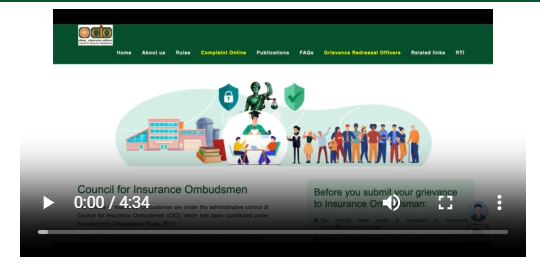 CIO
Home About us Rules Complaint Online Publications FAQs Grievance Redressal Officers Related links RTI
Council for Insurance Ombudsmen
Before you submit your grievance
to Insurance Ombudsman:
ombudsman are under the administrative control of
Council for Insurance Ombudsmen (CIO), which has been constituted under
the Insurance Ombudsman Rules, 2017.
0:00 / 4:34